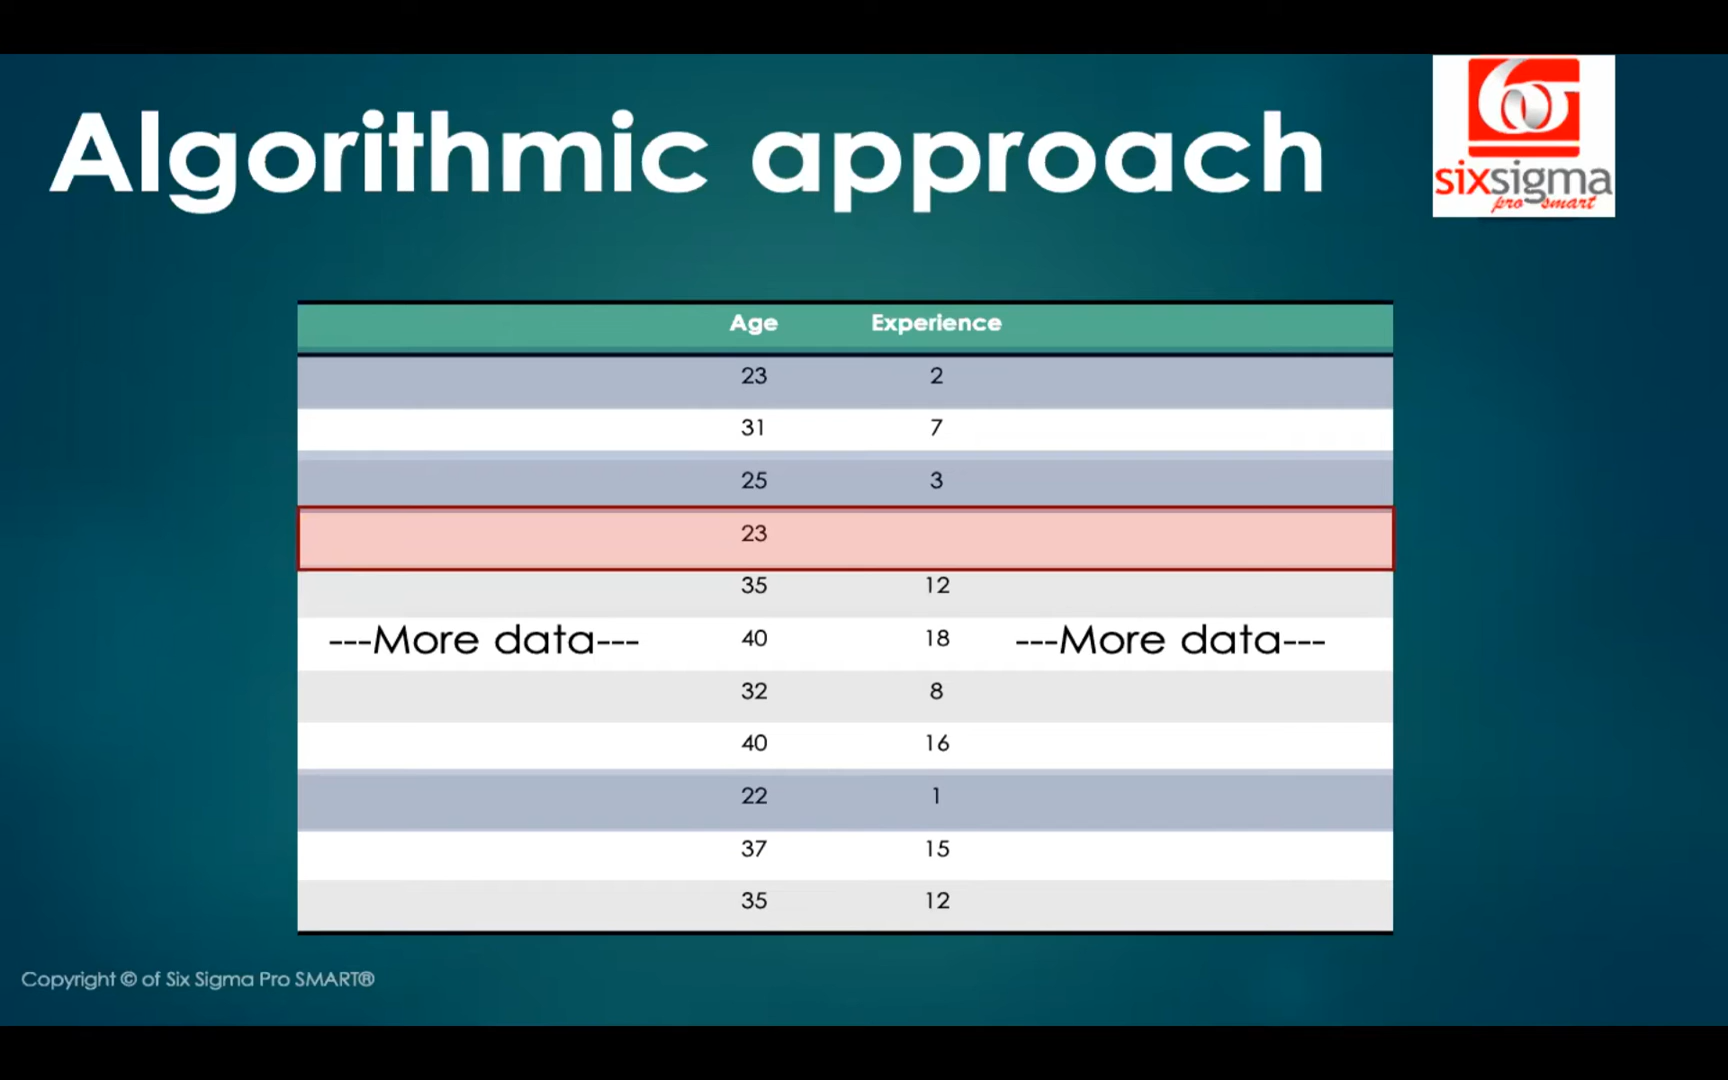 Algorithmic approach
sixsigma
pro smart
Age Experience
23 2
31 7
25 3
23
35 12
---More data--- 40 18 ---More data---
32 8
40 16
22 1
37 15
35 12
Copyright © of Six Sigma Pro SMART®